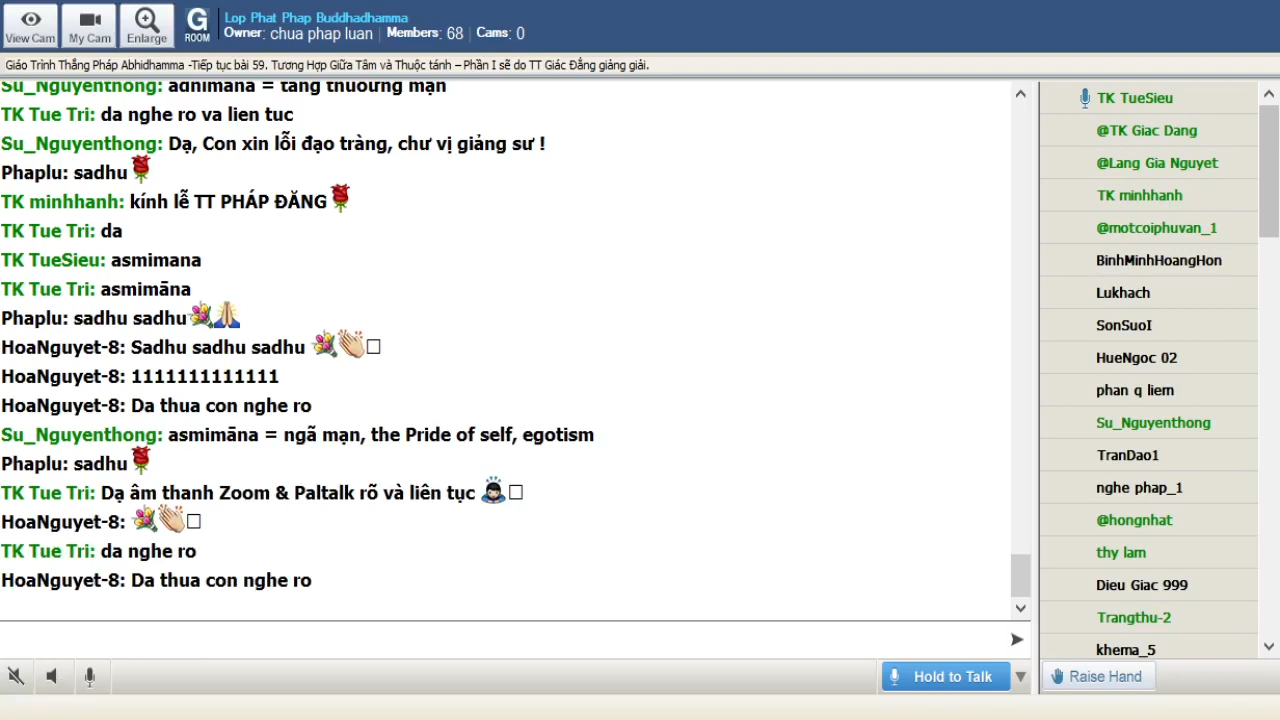 View Cam
My Cam
Enlarge
G
ROOM
Lop Phat Phap Buddhadhamma
Owner: chua phap luan | Members: 68 | Cams: 0
Giáo Trình Thắng Pháp Abhidhamma -Tiếp tục bài 59. Tương Hợp Giữa Tâm và Thuộc tánh – Phần I sẽ do TT Giác Đẳng giảng giải.
Su_Nguyenthong: adhimāna = tăng thượng mạn
TK Tue Tri: da nghe ro va lien tuc
Su_Nguyenthong: Dạ, Con xin lỗi đạo tràng, chư vị giảng sư !
Phaplu: sadhu
TK minhhanh: kính lễ TT PHÁP ĐĂNG
TK Tue Tri: da
TK TueSieu: asmimana
TK Tue Tri: asmimāna
Phaplu: sadhu sadhu
HoaNguyet-8: Sadhu sadhu sadhu
HoaNguyet-8: 1111111111111
HoaNguyet-8: Da thua con nghe ro
Su_Nguyenthong: asmimāna = ngã mạn, the Pride of self, egotism
Phaplu: sadhu
TK Tue Tri: Dạ âm thanh Zoom & Paltalk rõ và liên tục
HoaNguyet-8:
TK Tue Tri: da nghe ro
HoaNguyet-8: Da thua con nghe ro
Hold to Talk
TK TueSieu
@TK Giac Dang
@Lang Gia Nguyet
TK minhhanh
@motcoiphuvan_1
BinhMinhHoangHon
Lukhach
SonSuoI
HueNgoc 02
phan q liem
Su_Nguyenthong
TranDao1
nghe phap_1
@hongnhat
thy lam
Dieu Giac 999
Trangthu-2
khema_5
Raise Hand